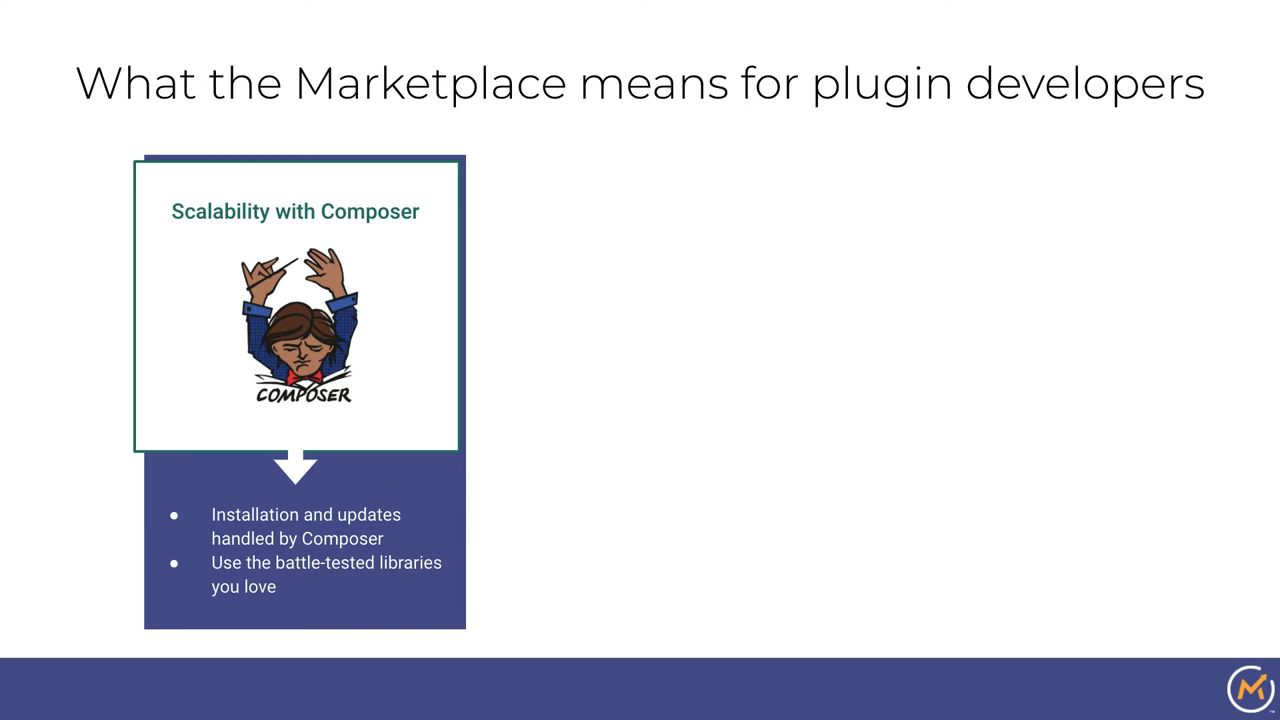 What the Marketplace means for plugin developers
Scalability with Composer
COMPOSER
● Installation and updates
handled by Composer
● Use the battle-tested libraries
you love